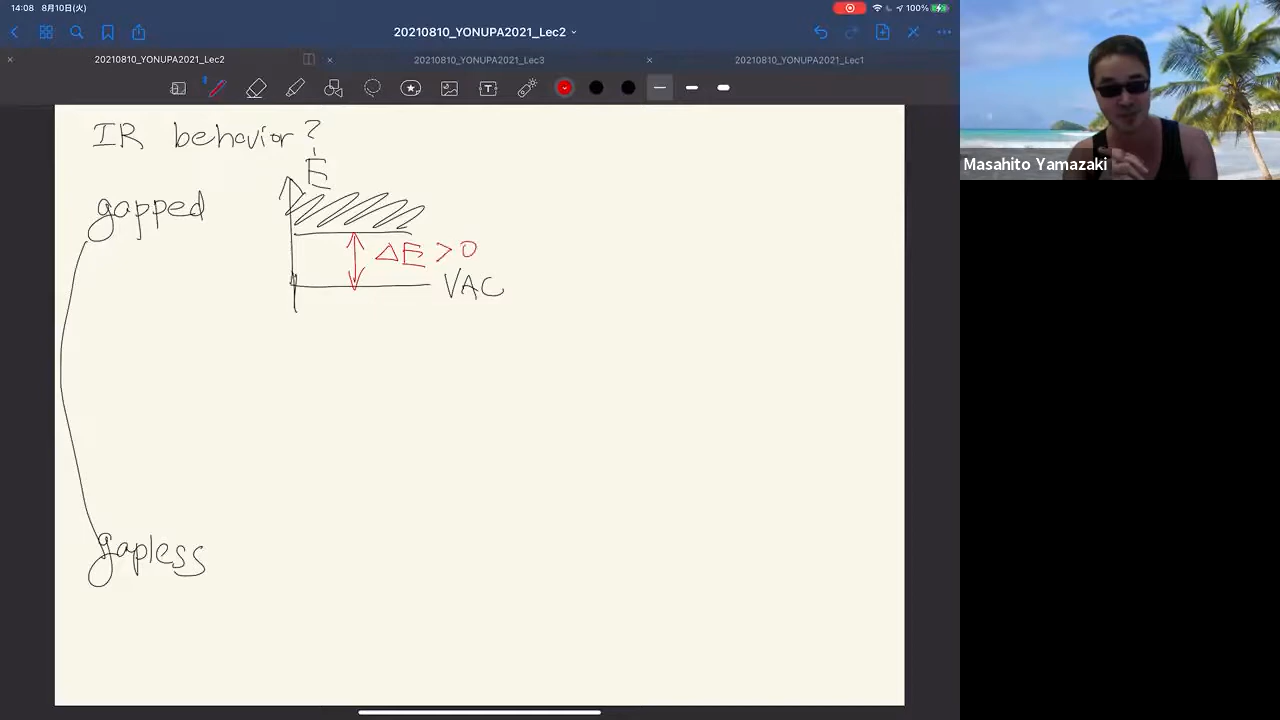 14:08 8月10日(火)
100%
20210810_YONUPA2021_Lec2
20210810_YONUPA2021_Lec2
20210810_YONUPA2021_Lec3
20210810_YONUPA2021_Lec1
IR behavior?
E
gapped
ΔE > 0
VAC
gapless
Masahito Yamazaki